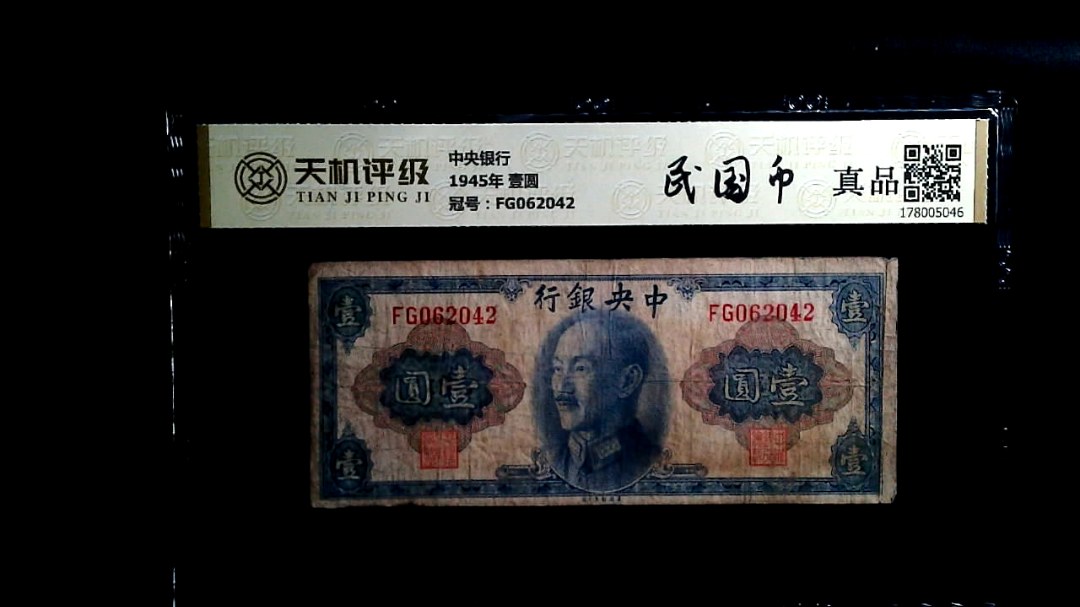 天机评级
TIAN JI PING JI
中央银行
1945年 壹圆
冠号：FG062042
民国币
真品
178005046
行銀央中
FG062042
FG062042
壹
壹
圓壹
圓壹
壹
壹